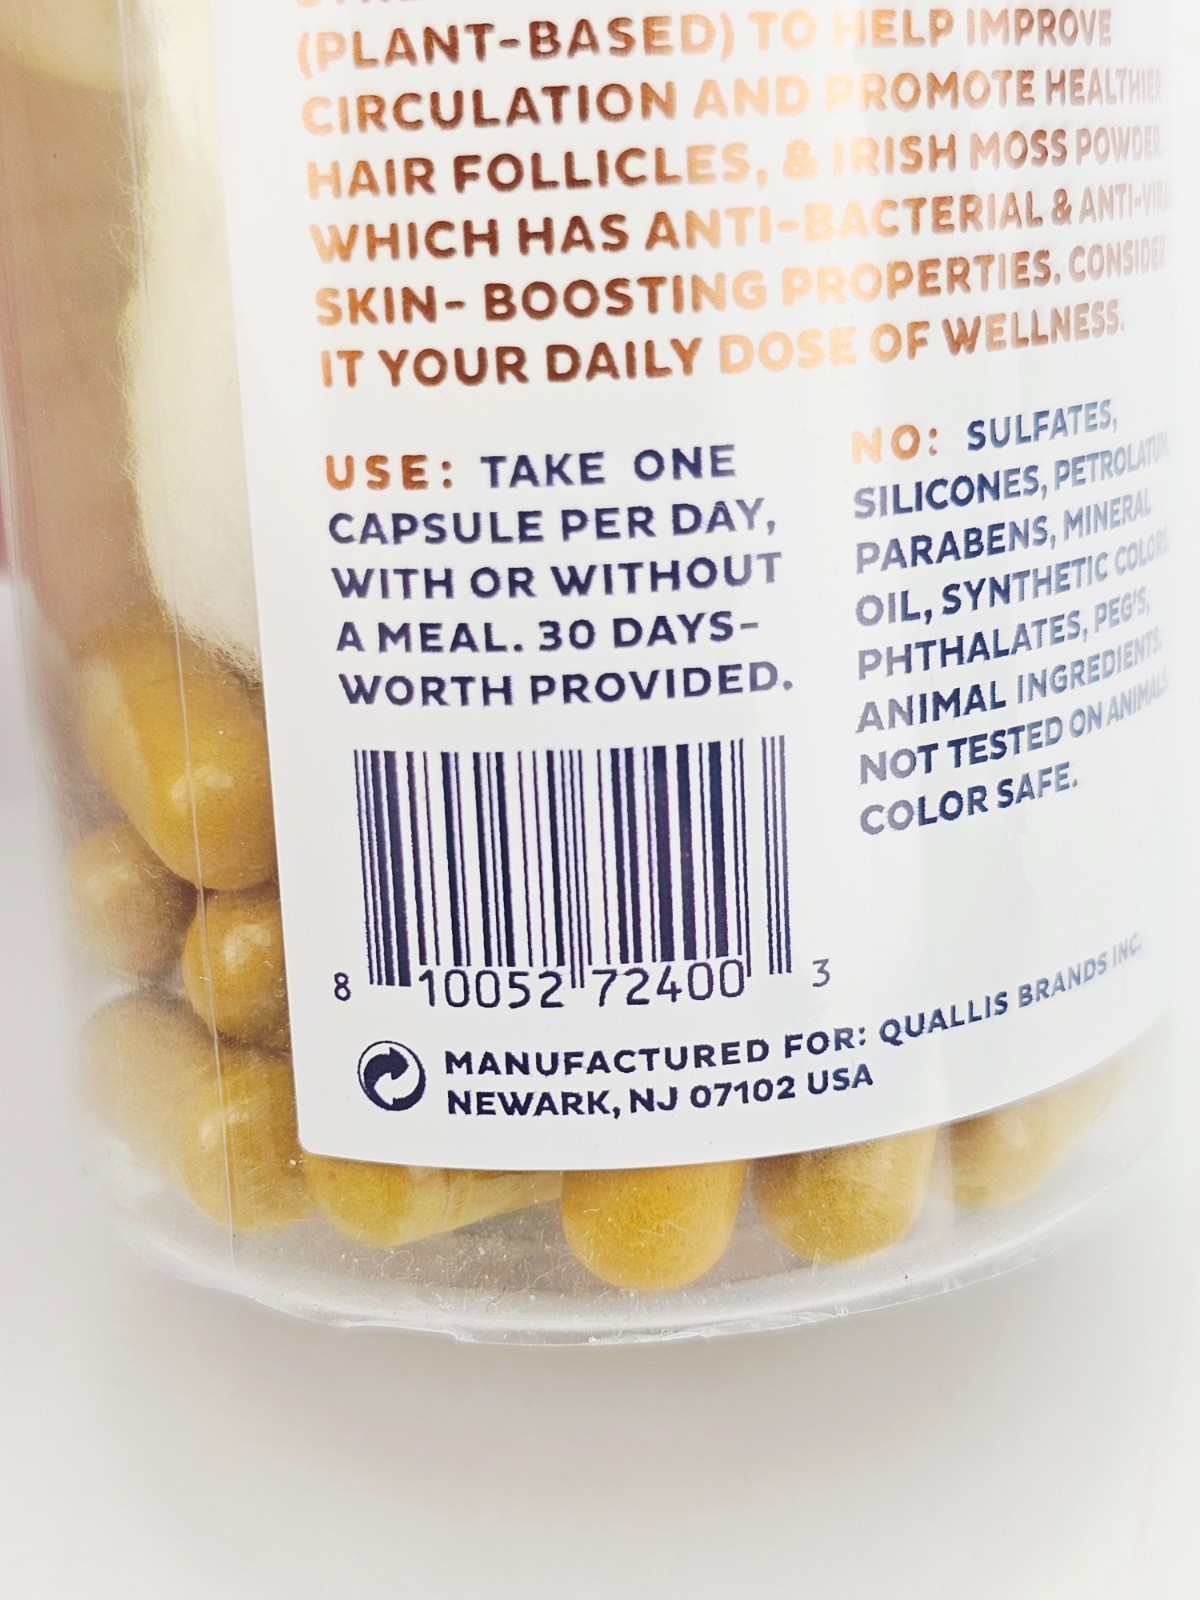 (PLANT-BASED) TO HELP IMPROVE
CIRCULATION AND PROMOTE HEALTHIER
HAIR FOLLICLES, & IRISH MOSS POWDER,
WHICH HAS ANTI-BACTERIAL & ANTI-VIRAL
SKIN- BOOSTING PROPERTIES. CONSIDER
IT YOUR DAILY DOSE OF WELLNESS.
USE: TAKE ONE
CAPSULE PER DAY,
WITH OR WITHOUT
A MEAL. 30 DAYS-
WORTH PROVIDED.
NO: SULFATES,
SILICONES, PETROLATUM,
PARABENS, MINERAL
OIL, SYNTHETIC COLORS,
PHTHALATES, PEG'S,
ANIMAL INGREDIENTS.
NOT TESTED ON ANIMALS.
COLOR SAFE.
8 10052 72400 3
MANUFACTURED FOR: QUALLIS BRANDS INC.
NEWARK, NJ 07102 USA